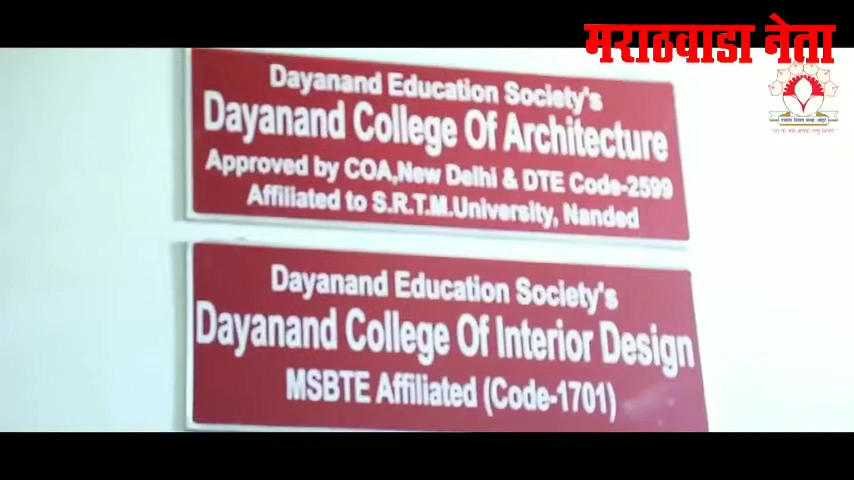 मराठवाडा नेता
Dayanand Education Society's
Dayanand College Of Architecture
Approved by COA,New Delhi & DTE Code-2599
Affiliated to S.R.T.M.University, Nanded
Dayanand Education Society's
Dayanand College Of Interior Design
MSBTE Affiliated (Code-1701)